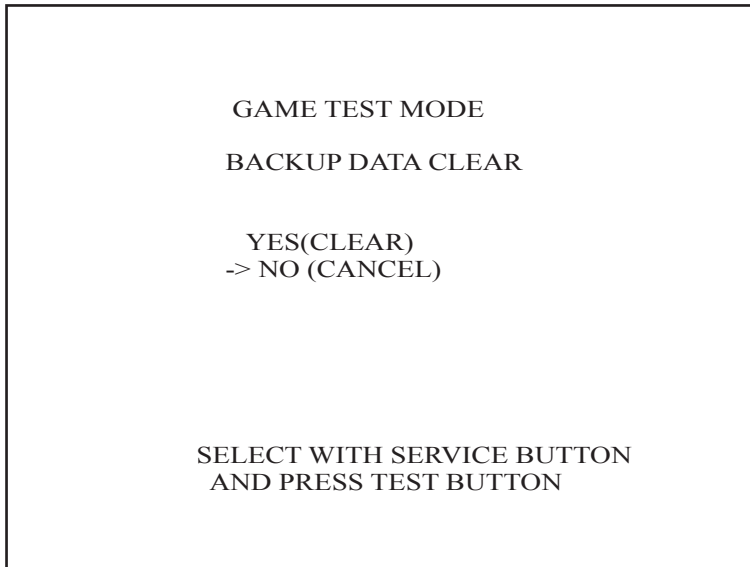 GAME TEST MODE
BACKUP DATA CLEAR
YES(CLEAR)
-> NO (CANCEL)
SELECT WITH SERVICE BUTTON
AND PRESS TEST BUTTON